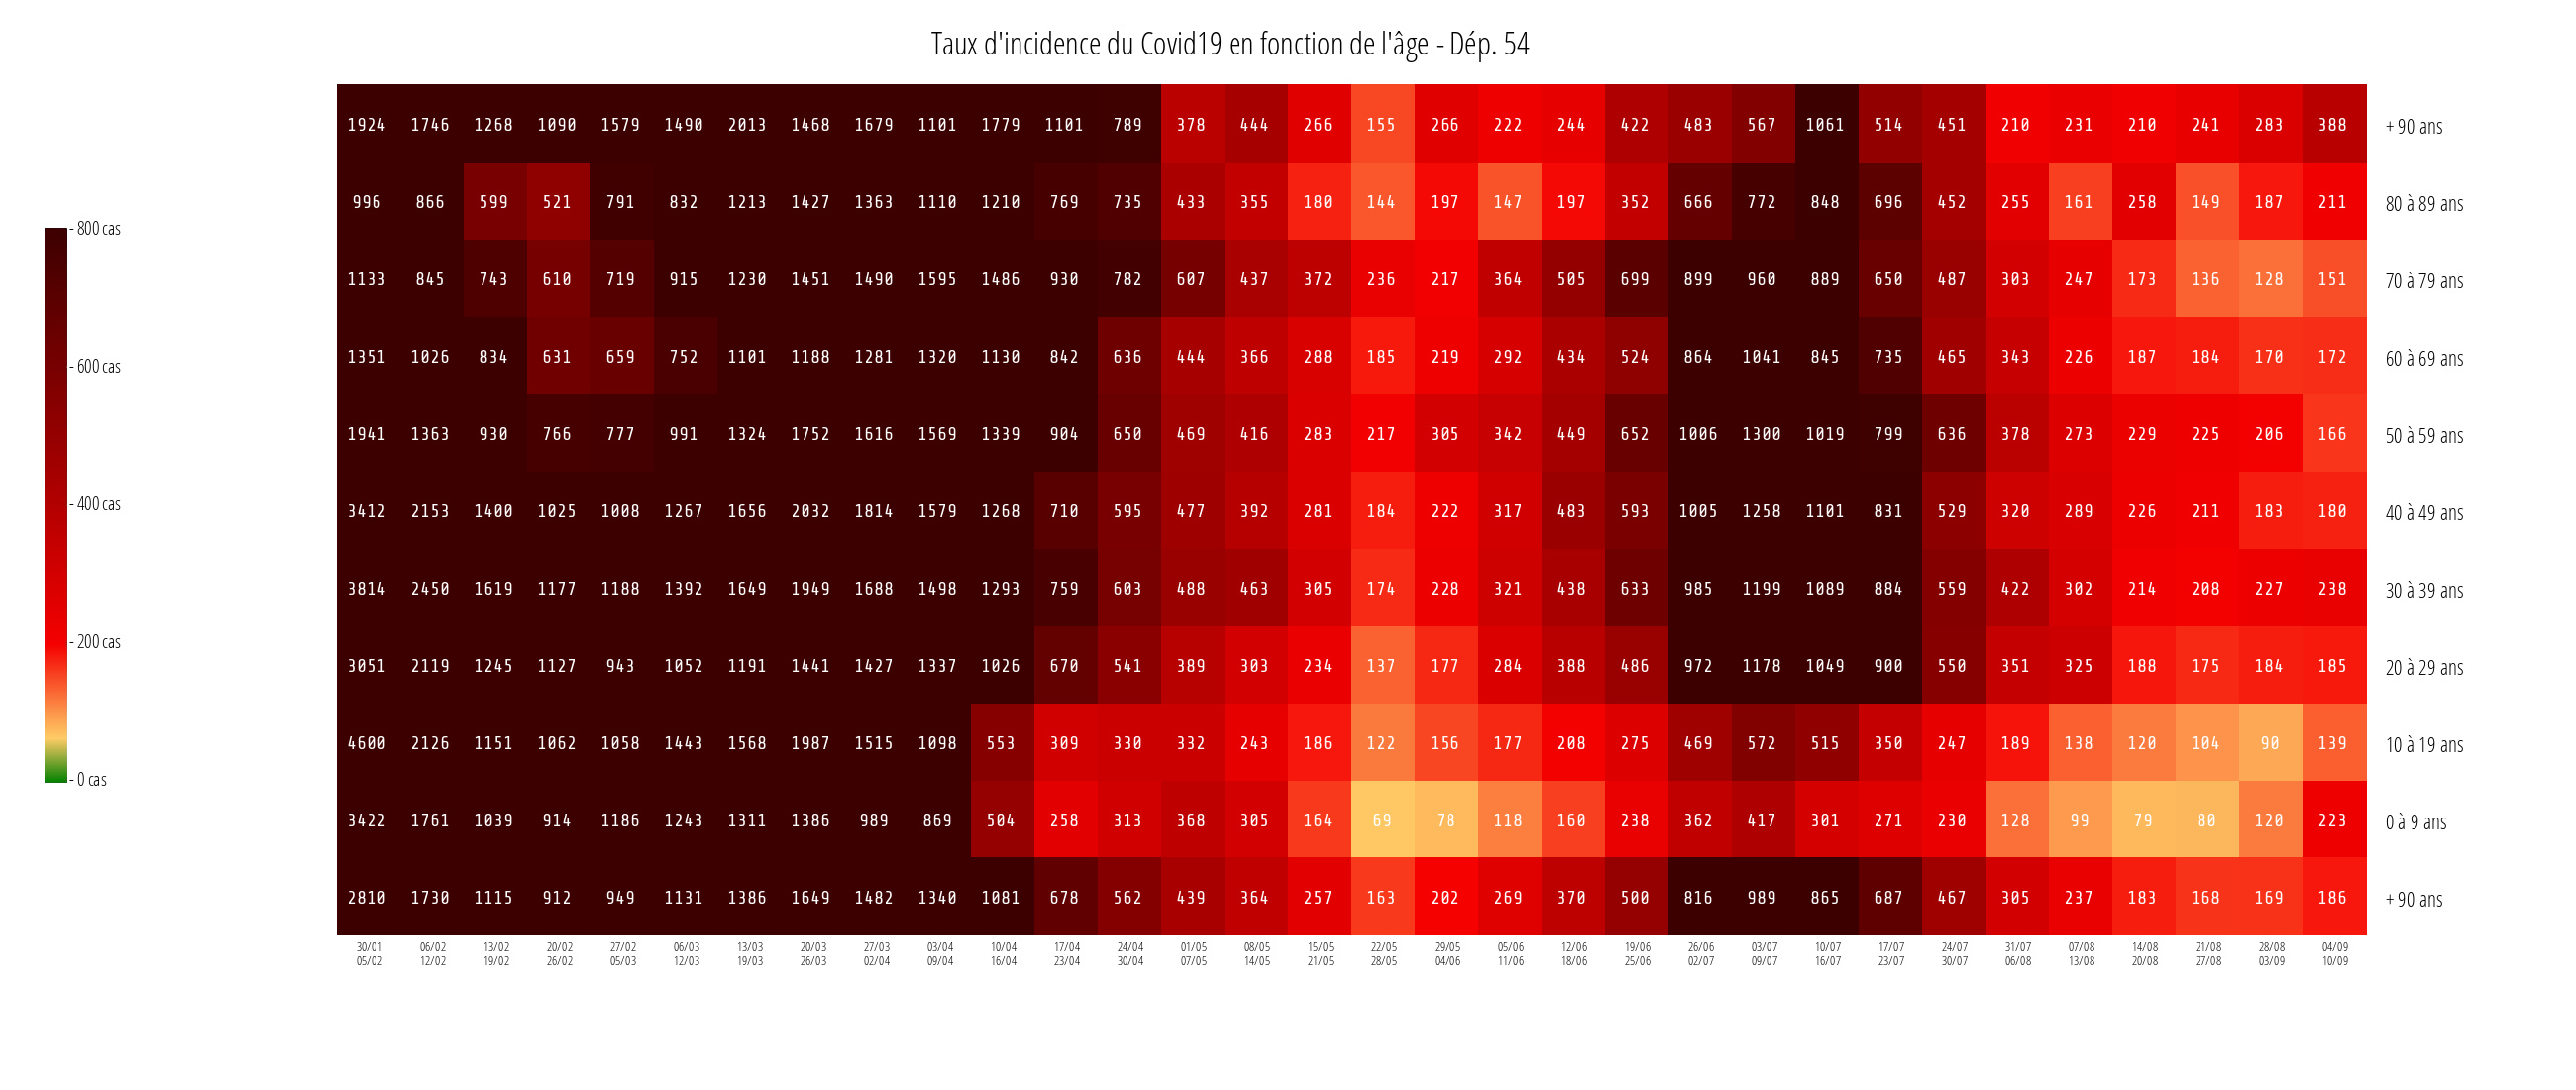 Taux d'incidence du Covid19 en fonction de l'âge - Dép. 54
1924 1746 1268 1090 1579 1490 2013 1468 1679 1101 1779 1101 789 378 444 266 155 266 222 244 422 483 567 1061 514 451 210 231 210 241 283 388 + 90 ans
996 866 599 521 791 832 1213 1427 1363 1110 1210 769 735 433 355 180 144 197 147 197 352 666 772 848 696 452 255 161 258 149 187 211 80 à 89 ans
- 800 cas
1133 845 743 610 719 915 1230 1451 1490 1595 1486 930 782 607 437 372 236 217 364 505 699 899 960 889 650 487 303 247 173 136 128 151 70 à 79 ans
1351 1026 834 631 659 752 1101 1188 1281 1320 1130 842 636 444 366 288 185 219 292 434 524 864 1041 845 735 465 343 226 187 184 170 172 60 à 69 ans
- 600 cas
1941 1363 930 766 777 991 1324 1752 1616 1569 1339 904 650 469 416 283 217 305 342 449 652 1006 1300 1019 799 636 378 273 229 225 206 166 50 à 59 ans
- 400 cas
3412 2153 1400 1025 1008 1267 1656 2032 1814 1579 1268 710 595 477 392 281 184 222 317 483 593 1005 1258 1101 831 529 320 289 226 211 183 180 40 à 49 ans
3814 2450 1619 1177 1188 1392 1649 1949 1688 1498 1293 759 603 488 463 305 174 228 321 438 633 985 1199 1089 884 559 422 302 214 208 227 238 30 à 39 ans
- 200 cas
3051 2119 1245 1127 943 1052 1191 1441 1427 1337 1026 670 541 389 303 234 137 177 284 388 486 972 1178 1049 900 550 351 325 188 175 184 185 20 à 29 ans
4600 2126 1151 1062 1058 1443 1568 1987 1515 1098 553 309 330 332 243 186 122 156 177 208 275 469 572 515 350 247 189 138 120 104 90 139 10 à 19 ans
- 0 cas
3422 1761 1039 914 1186 1243 1311 1386 989 869 504 258 313 368 305 164 69 78 118 160 238 362 417 301 271 230 128 99 79 80 120 223 0 à 9 ans
2810 1730 1115 912 949 1131 1386 1649 1482 1340 1081 678 562 439 364 257 163 202 269 370 500 816 989 865 687 467 305 237 183 168 169 186 + 90 ans
30/01 06/02 13/02 20/02 27/02 06/03 13/03 20/03 27/03 03/04 10/04 17/04 24/04 01/05 08/05 15/05 22/05 29/05 05/06 12/06 19/06 26/06 03/07 10/07 17/07 24/07 31/07 07/08 14/08 21/08 28/08 04/09
05/02 12/02 19/02 26/02 05/03 12/03 19/03 26/03 02/04 09/04 16/04 23/04 30/04 07/05 14/05 21/05 28/05 04/06 11/06 18/06 25/06 02/07 09/07 16/07 23/07 30/07 06/08 13/08 20/08 27/08 03/09 10/09